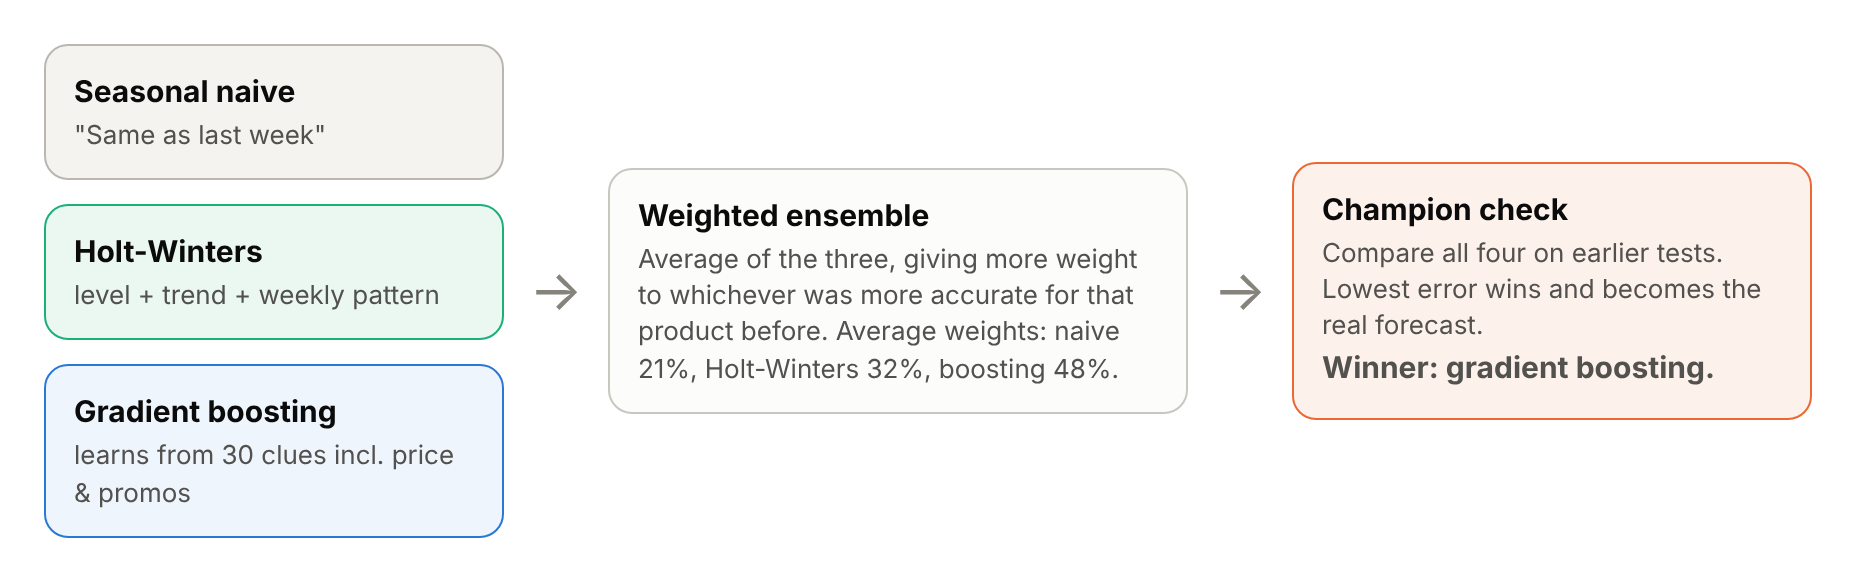 Seasonal naive
"Same as last week"
Holt-Winters
level + trend + weekly pattern
Gradient boosting
learns from 30 clues incl. price
& promos
Weighted ensemble
Average of the three, giving more weight
to whichever was more accurate for that
product before. Average weights: naive
21%, Holt-Winters 32%, boosting 48%.
Champion check
Compare all four on earlier tests.
Lowest error wins and becomes the
real forecast.
Winner: gradient boosting.